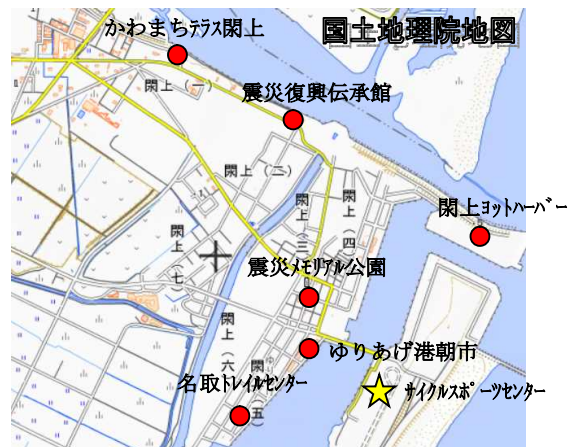 かわまちﾃﾗｽ閖上
国土地理院地図
閖上（一）
震災復興伝承館
閖上（二）
閖上ﾖｯﾄﾊｰﾊﾞｰ
閖上（三）
閖上（四）
閖上（七）
震災ﾒﾓﾘｱﾙ公園
閖上（六）
ゆりあげ港朝市
名取ﾄﾚｲﾙｾﾝﾀｰ
ｻｲｸﾙｽﾎﾟｰﾂｾﾝﾀｰ
閖上（五）